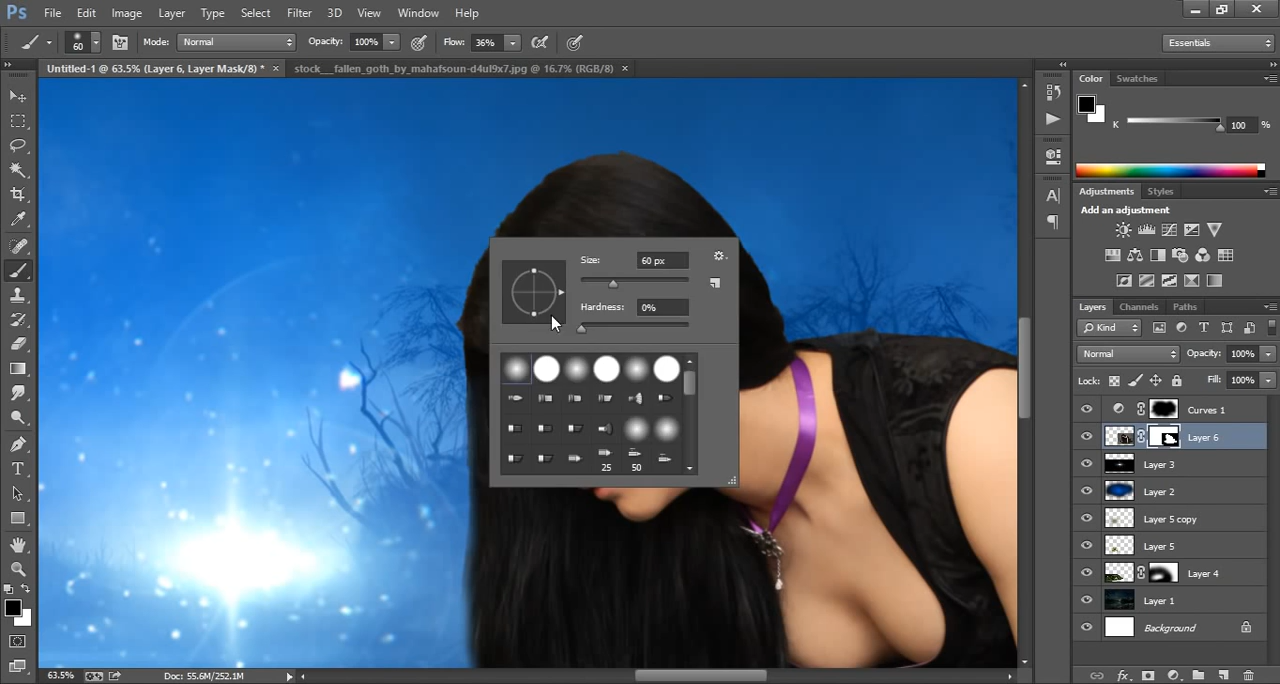 Ps File Edit Image Layer Type Select Filter 3D View Window Help
60 Mode: Normal Opacity: 100% Flow: 36% Essentials
Untitled-1 @ 63.5% (Layer 6, Layer Mask/8) * × stock___fallen_goth_by_mahafsoun-d4ul9x7.jpg @ 16.7% (RGB/8) ×
Color Swatches
K 100 %
Adjustments Styles
Add an adjustment
Size: 60 px
Hardness: 0%
25 50
Layers Channels Paths
Kind
Normal Opacity: 100%
Lock: Fill: 100%
Curves 1
Layer 6
Layer 3
Layer 2
Layer 5 copy
Layer 5
Layer 4
Layer 1
Background
63.5% Doc: 55.6M/252.1M